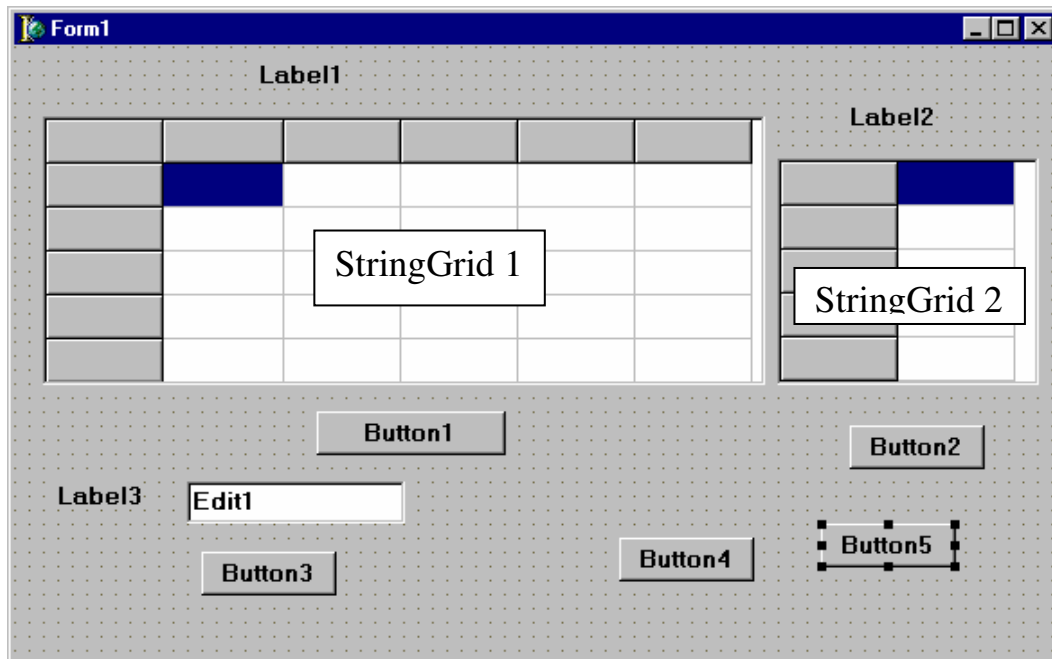 Form1
Label1
Label2
StringGrid 1
StringGrid 2
Button1
Button2
Label3
Edit1
Button3
Button4
Button5